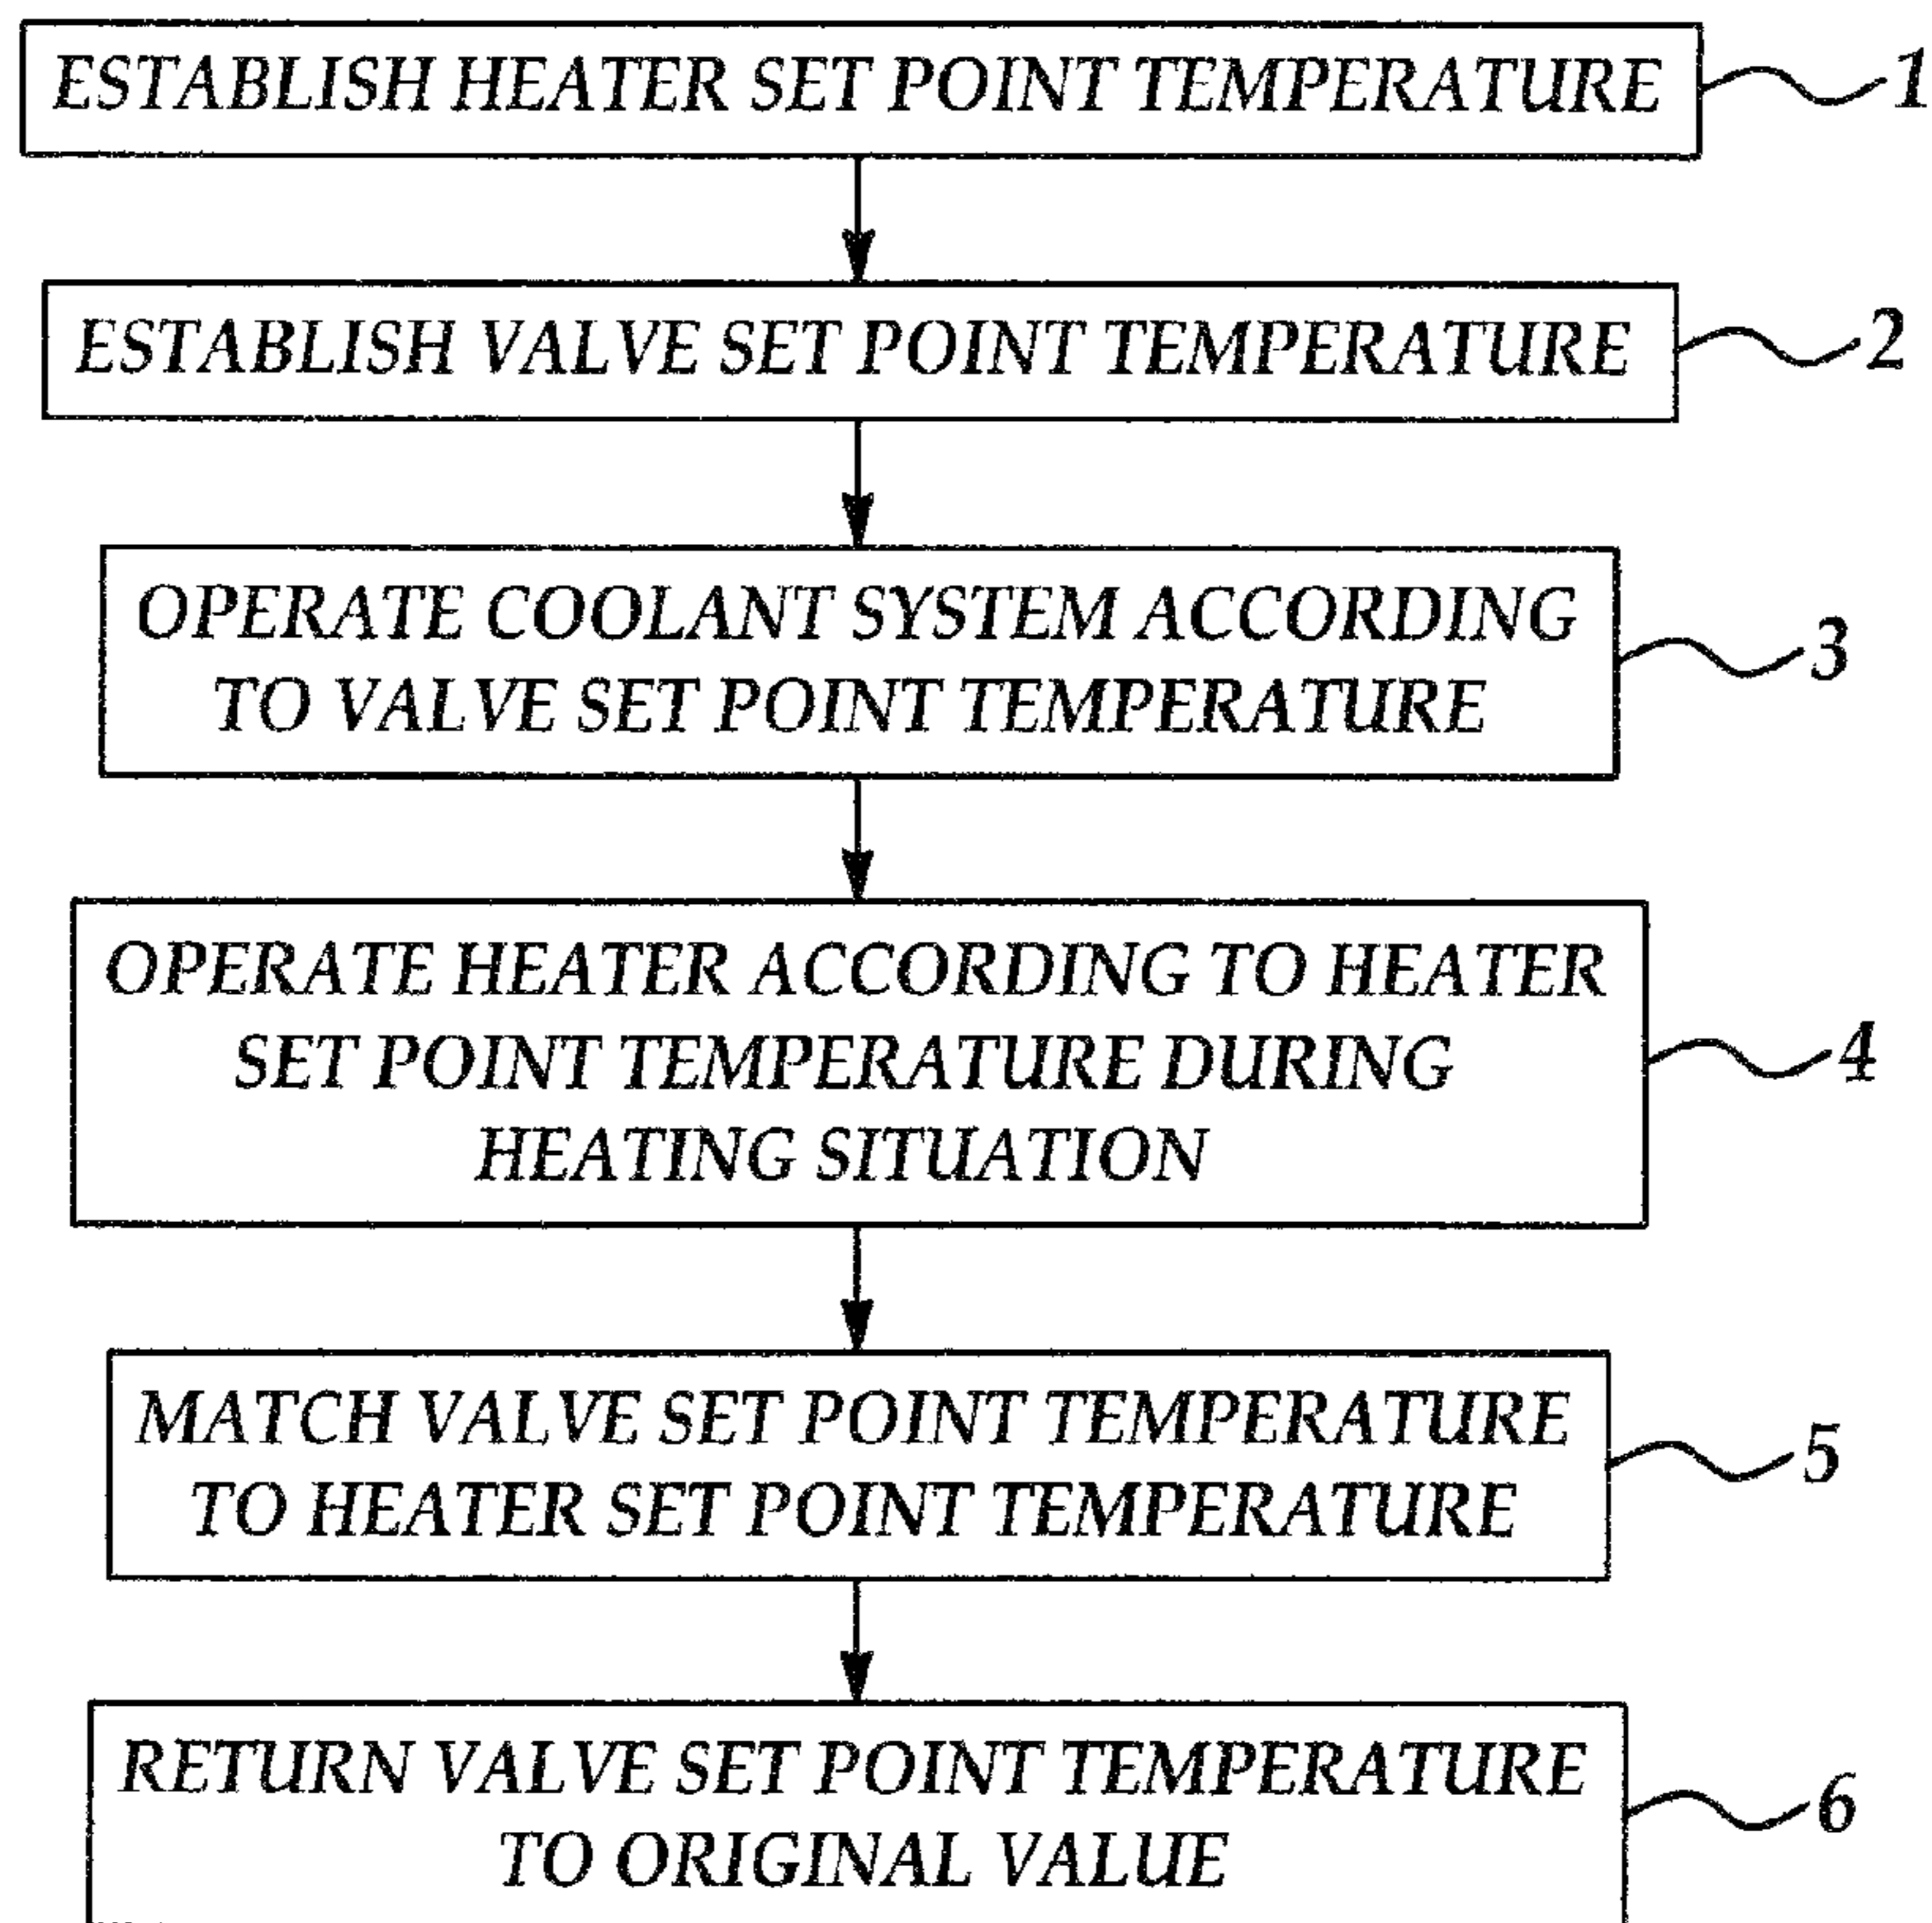 ESTABLISH HEATER SET POINT TEMPERATURE
1
ESTABLISH VALVE SET POINT TEMPERATURE
2
OPERATE COOLANT SYSTEM ACCORDING
TO VALVE SET POINT TEMPERATURE
3
OPERATE HEATER ACCORDING TO HEATER
SET POINT TEMPERATURE DURING
HEATING SITUATION
4
MATCH VALVE SET POINT TEMPERATURE
TO HEATER SET POINT TEMPERATURE
5
RETURN VALVE SET POINT TEMPERATURE
TO ORIGINAL VALUE
6